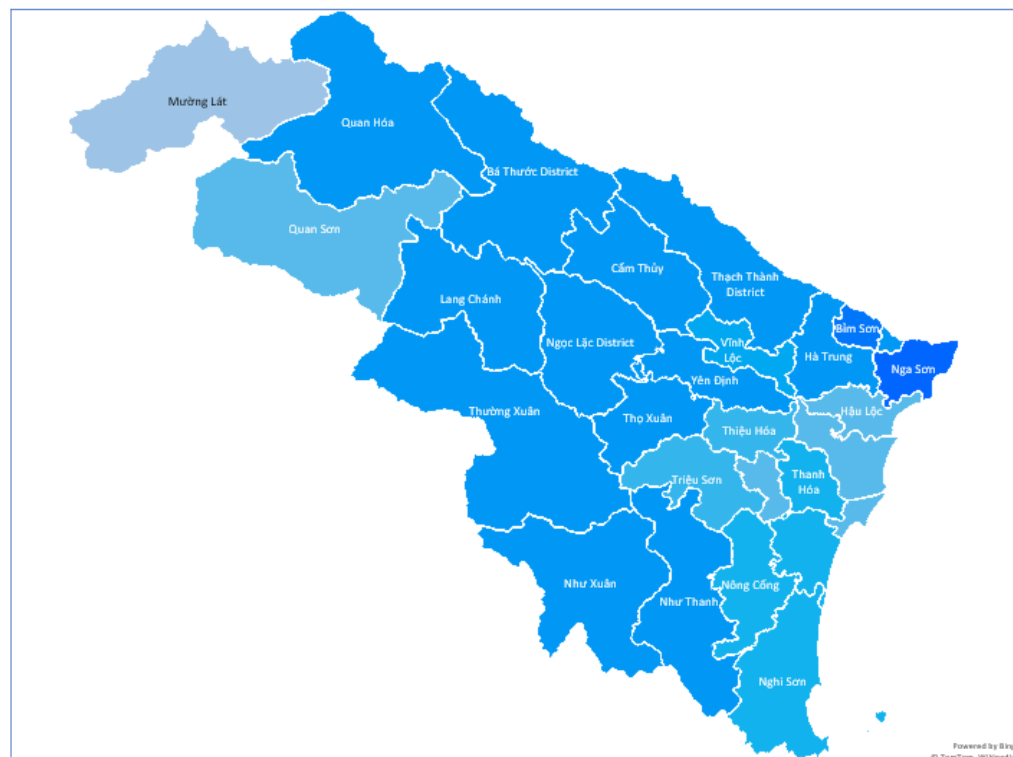 Mường Lát
Quan Hóa
Bá Thước District
Quan Sơn
Cẩm Thủy
Thạch Thành
District
Lang Chánh
Bỉm Sơn
Vĩnh
Lộc
Ngọc Lặc District
Hà Trung
Nga Sơn
Yên Định
Thường Xuân
Thọ Xuân
Hậu Lộc
Thiệu Hóa
Triệu Sơn
Thanh
Hóa
Như Xuân
Nông Cống
Như Thanh
Nghi Sơn
Powered by Bing
© TomTom,